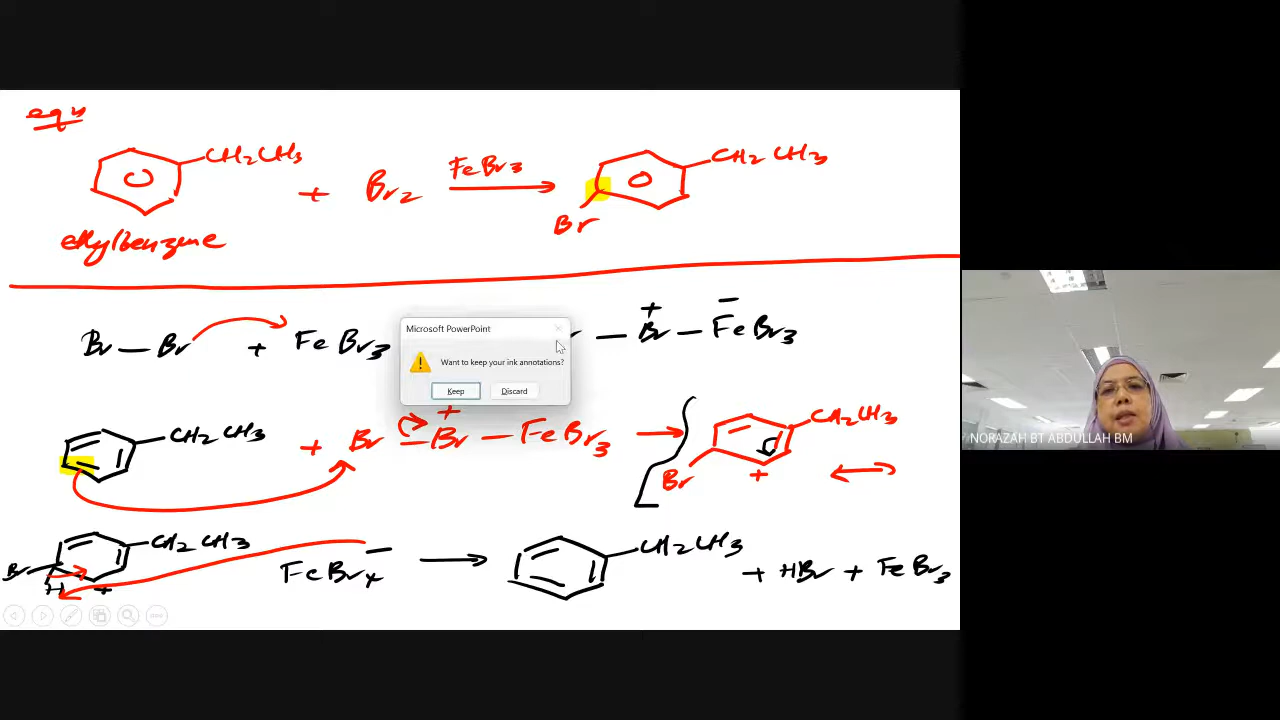 eqn
CH2CH3 + Br2 FeBr3 CH2CH3
Br
ethylbenzene
Br — Br + FeBr3 — Br — FeBr3
+ −
Microsoft PowerPoint
Want to keep your ink annotations?
Keep Discard
CH2CH3 + Br — Br — FeBr3 CH2CH3
+
Br +
NORAZAH BT ABDULLAH BM
Br CH2CH3 FeBr4 − CH2CH3 + HBr + FeBr3
H +